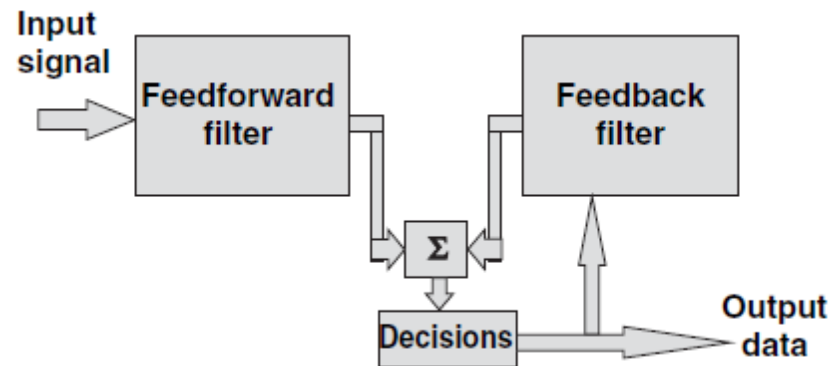 Input
signal
Feedforward
filter
Feedback
filter
Σ
Decisions
Output
data